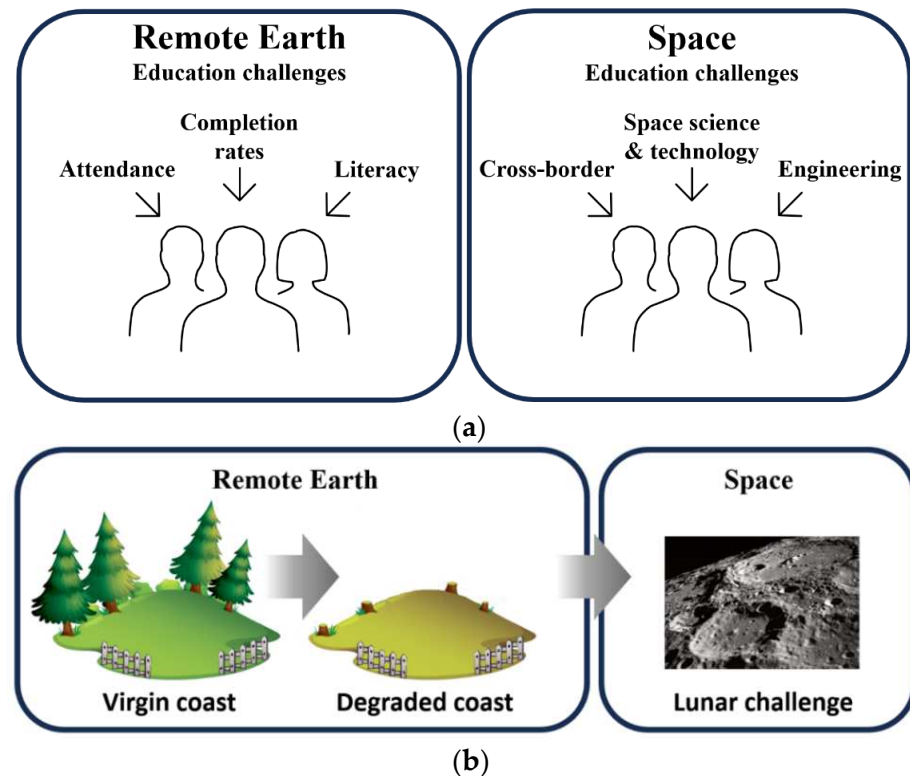 Remote Earth
Education challenges
Completion
rates
Attendance
Literacy
Space
Education challenges
Space science
& technology
Cross-border
Engineering
(a)
Remote Earth
Virgin coast
Degraded coast
Space
Lunar challenge
(b)